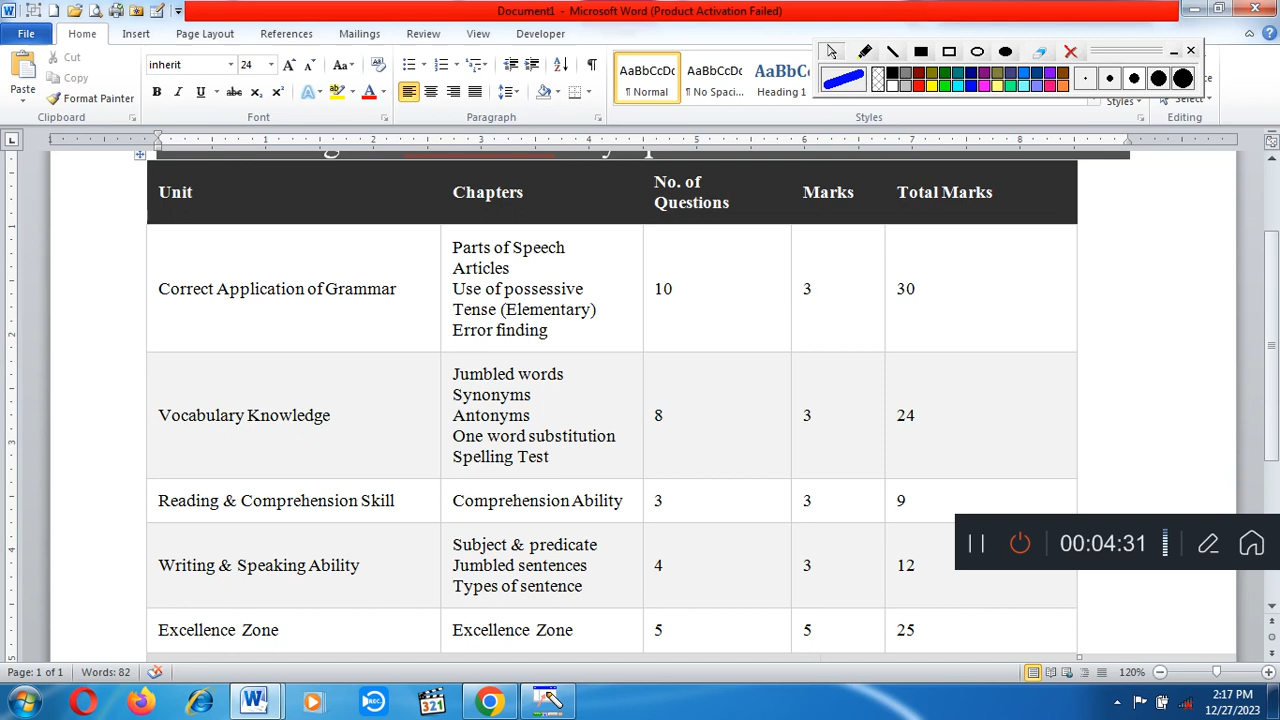 Document1 - Microsoft Word (Product Activation Failed)
File Home Insert Page Layout References Mailings Review View Developer
Paste
Cut
Copy
Format Painter
Clipboard
inherit 24
Font
Paragraph
AaBbCcDc AaBbCcDc AaBbC
¶ Normal ¶ No Spaci... Heading 1
Styles
Styles
Select
Editing
Unit Chapters No. of Questions Marks Total Marks
Correct Application of Grammar
Parts of Speech
Articles
Use of possessive
Tense (Elementary)
Error finding
10 3 30
Vocabulary Knowledge
Jumbled words
Synonyms
Antonyms
One word substitution
Spelling Test
8 3 24
Reading & Comprehension Skill Comprehension Ability 3 3 9
Writing & Speaking Ability
Subject & predicate
Jumbled sentences
Types of sentence
4 3 12
Excellence Zone Excellence Zone 5 5 25
00:04:31
Page: 1 of 1 Words: 82 120%
2:17 PM
12/27/2023